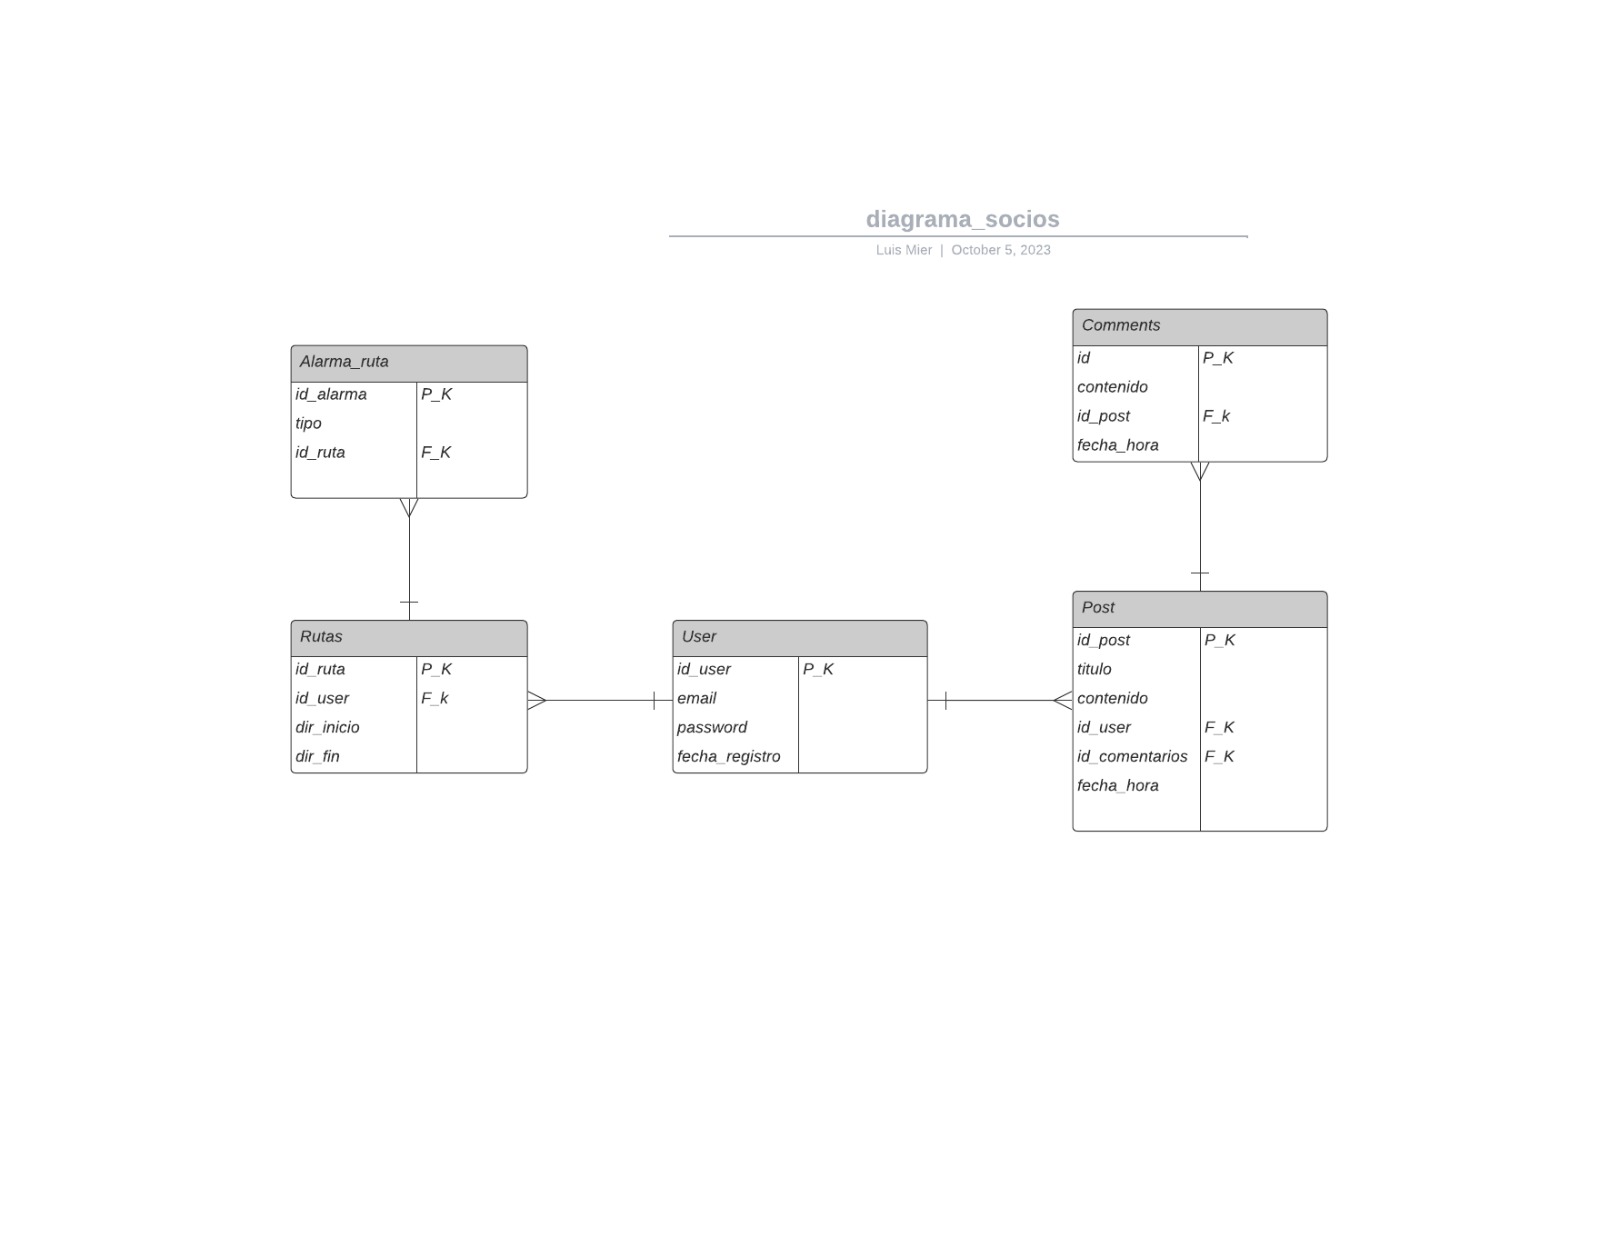 diagrama_socios
Luis Mier | October 5, 2023
Alarma_ruta
id_alarma P_K
tipo
id_ruta F_K
Comments
id P_K
contenido
id_post F_k
fecha_hora
Rutas
id_ruta P_K
id_user F_k
dir_inicio
dir_fin
User
id_user P_K
email
password
fecha_registro
Post
id_post P_K
titulo
contenido
id_user F_K
id_comentarios F_K
fecha_hora